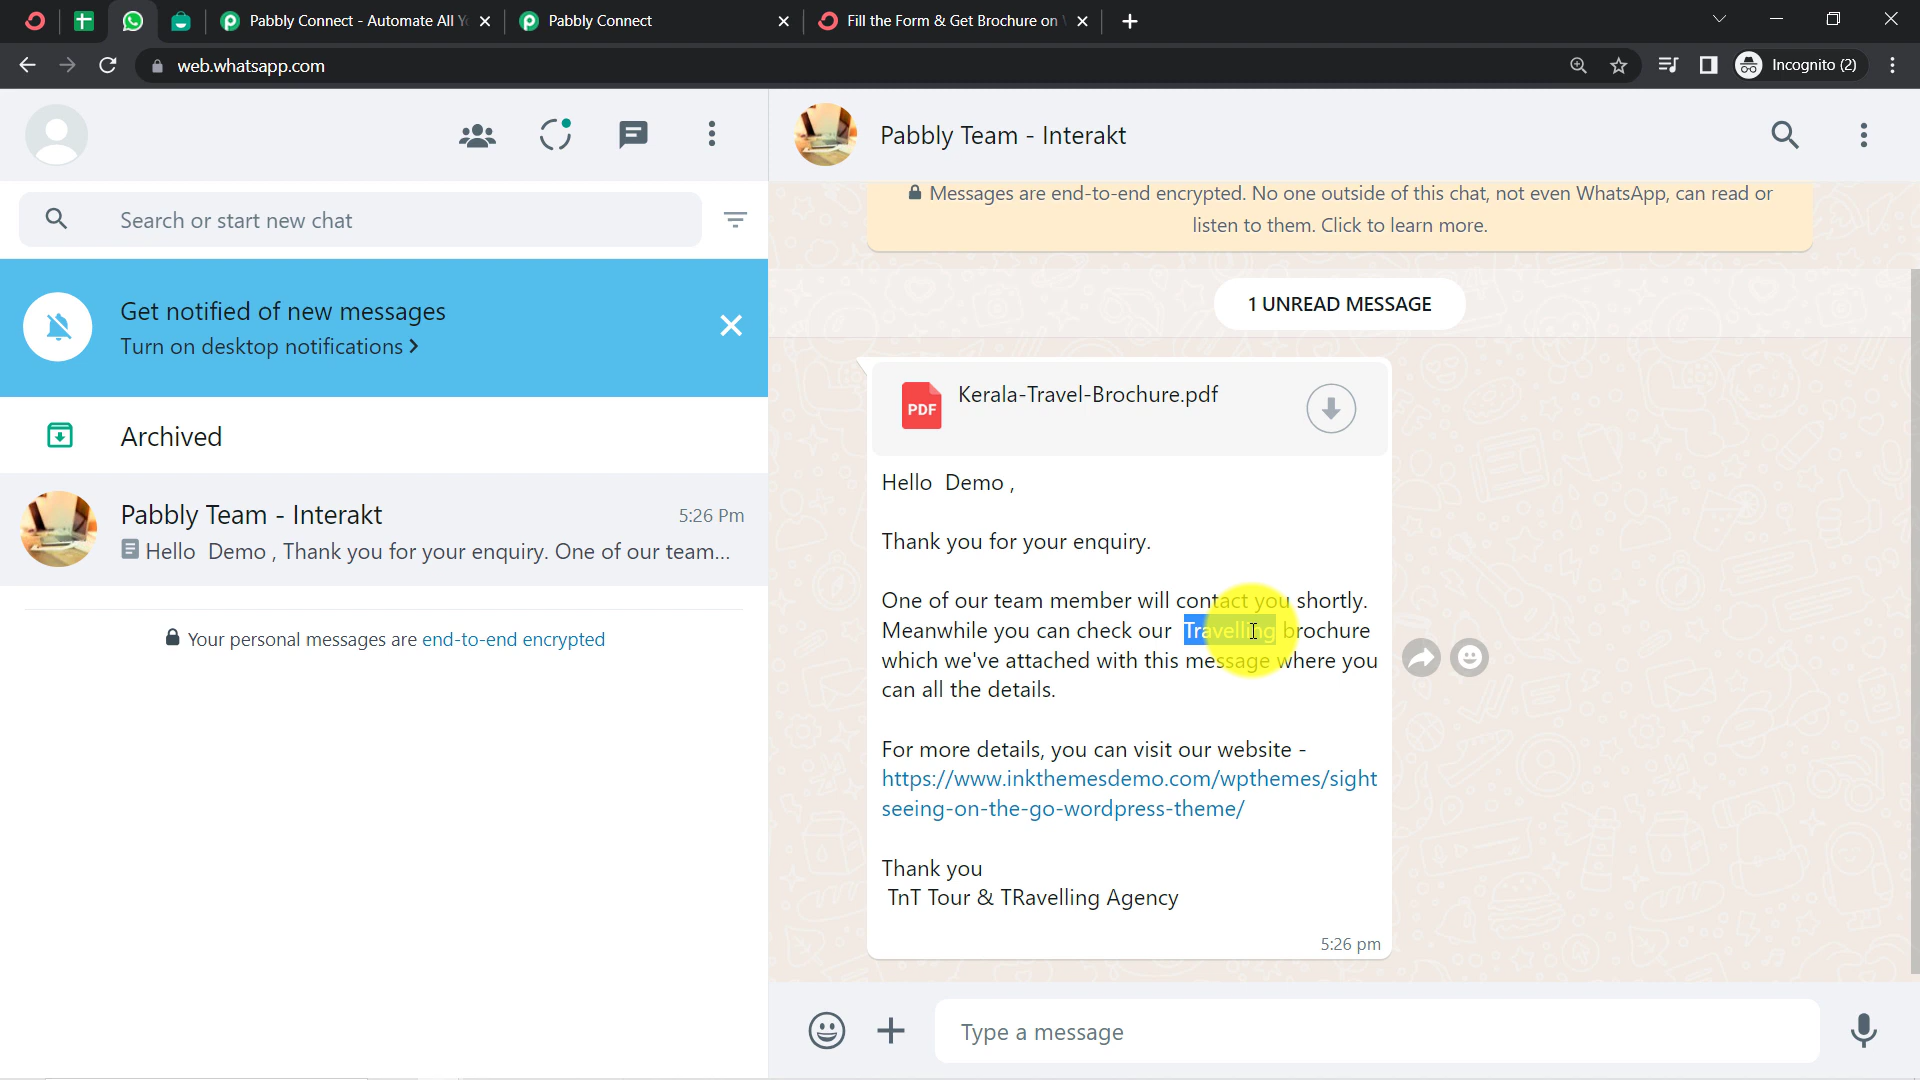 Pabbly Connect - Automate All Y
Pabbly Connect
Fill the Form & Get Brochure on
web.whatsapp.com
Incognito (2)
Pabbly Team - Interakt
Search or start new chat
Get notified of new messages
Turn on desktop notifications >
Archived
Pabbly Team - Interakt
5:26 Pm
Hello Demo , Thank you for your enquiry. One of our team...
Your personal messages are end-to-end encrypted
Messages are end-to-end encrypted. No one outside of this chat, not even WhatsApp, can read or
listen to them. Click to learn more.
1 UNREAD MESSAGE
PDF
Kerala-Travel-Brochure.pdf
Hello Demo ,
Thank you for your enquiry.
One of our team member will contact you shortly.
Meanwhile you can check our Travelling brochure
which we've attached with this message where you
can all the details.
For more details, you can visit our website -
https://www.inkthemesdemo.com/wpthemes/sight
seeing-on-the-go-wordpress-theme/
Thank you
TnT Tour & TRavelling Agency
5:26 pm
Type a message